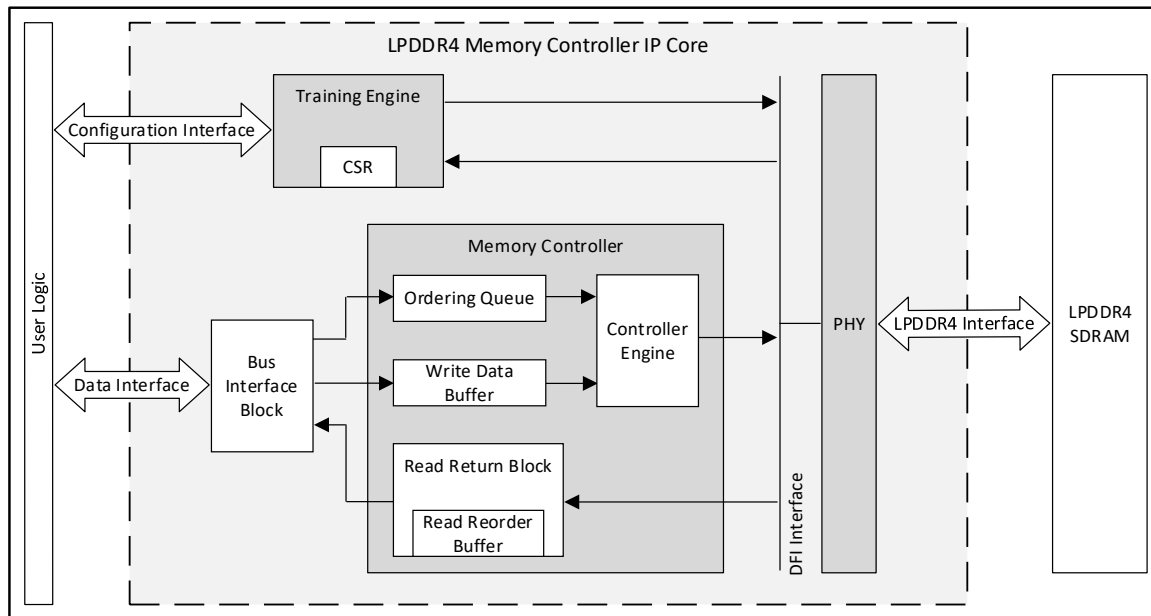 LPDDR4 Memory Controller IP Core
Training Engine
Configuration Interface
CSR
Memory Controller
Ordering Queue
Controller
Engine
Write Data
Buffer
User Logic
Bus
Interface
Block
Data Interface
Read Return Block
Read Reorder
Buffer
DFI Interface
PHY
LPDDR4 Interface
LPDDR4
SDRAM